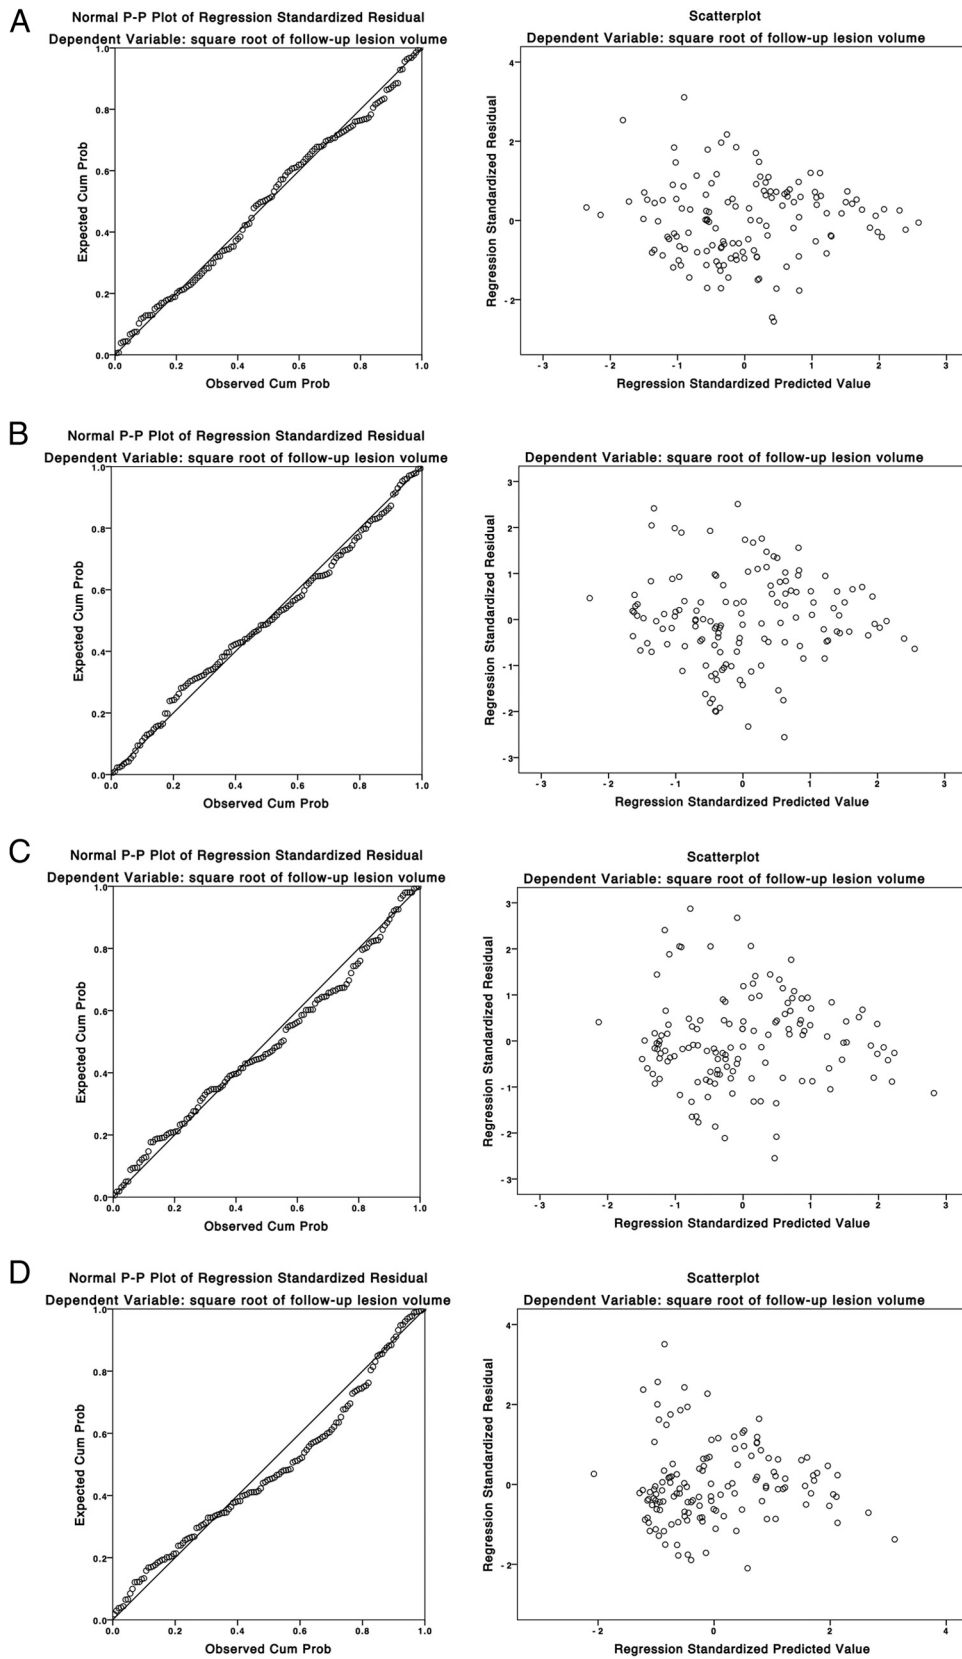 A
Normal P-P Plot of Regression Standardized Residual
Dependent Variable: square root of follow-up lesion volume
1.0
0.8
0.6
0.4
0.2
0.0
Expected Cum Prob
0.0 0.2 0.4 0.6 0.8 1.0
Observed Cum Prob
Scatterplot
Dependent Variable: square root of follow-up lesion volume
4
2
0
-2
Regression Standardized Residual
-3 -2 -1 0 1 2 3
Regression Standardized Predicted Value
B
Normal P-P Plot of Regression Standardized Residual
Dependent Variable: square root of follow-up lesion volume
1.0
0.8
0.6
0.4
0.2
0.0
Expected Cum Prob
0.0 0.2 0.4 0.6 0.8 1.0
Observed Cum Prob
Dependent Variable: square root of follow-up lesion volume
3
2
1
0
-1
-2
-3
Regression Standardized Residual
-3 -2 -1 0 1 2 3
Regression Standardized Predicted Value
C
Normal P-P Plot of Regression Standardized Residual
Dependent Variable: square root of follow-up lesion volume
1.0
0.8
0.6
0.4
0.2
0.0
Expected Cum Prob
0.0 0.2 0.4 0.6 0.8 1.0
Observed Cum Prob
Scatterplot
Dependent Variable: square root of follow-up lesion volume
3
2
1
0
-1
-2
-3
Regression Standardized Residual
-3 -2 -1 0 1 2 3
Regression Standardized Predicted Value
D
Normal P-P Plot of Regression Standardized Residual
Dependent Variable: square root of follow-up lesion volume
1.0
0.8
0.6
0.4
0.2
0.0
Expected Cum Prob
0.0 0.2 0.4 0.6 0.8 1.0
Observed Cum Prob
Scatterplot
Dependent Variable: square root of follow-up lesion volume
4
2
0
-2
Regression Standardized Residual
-2 0 2 4
Regression Standardized Predicted Value